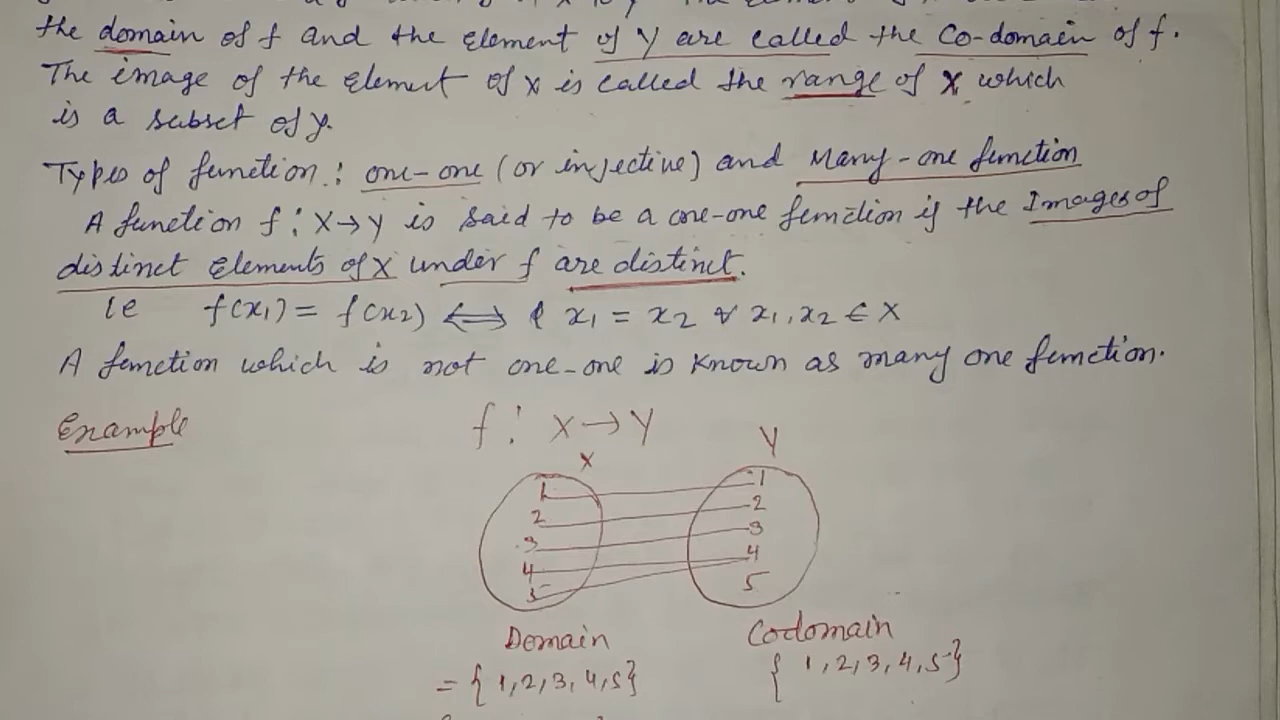 the domain of f and the element of Y are called the co-domain of f.
The image of the element of x is called the range of X which
is a subset of y.
Types of function : one-one (or injective) and Many-one function
A function f : X→Y is said to be a one-one function if the Images of
distinct elements of X under f are distinct.
ie f(x1) = f(x2) ⟺ x1 = x2 ∀ x1, x2 ∈ X
A function which is not one-one is known as many one function.
Example
f : X→Y
X
Y
1
1
2
2
3
3
4
4
5
5
Domain
Codomain
= {1,2,3,4,5}
{1,2,3,4,5}